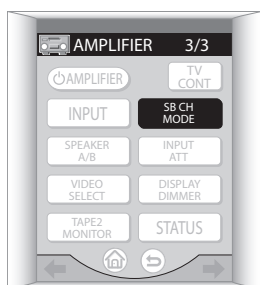 AMPLIFIER 3/3
AMPLIFIER
TV
CONT
INPUT
SB CH
MODE
SPEAKER
A/B
INPUT
ATT
VIDEO
SELECT
DISPLAY
DIMMER
TAPE2
MONITOR
STATUS